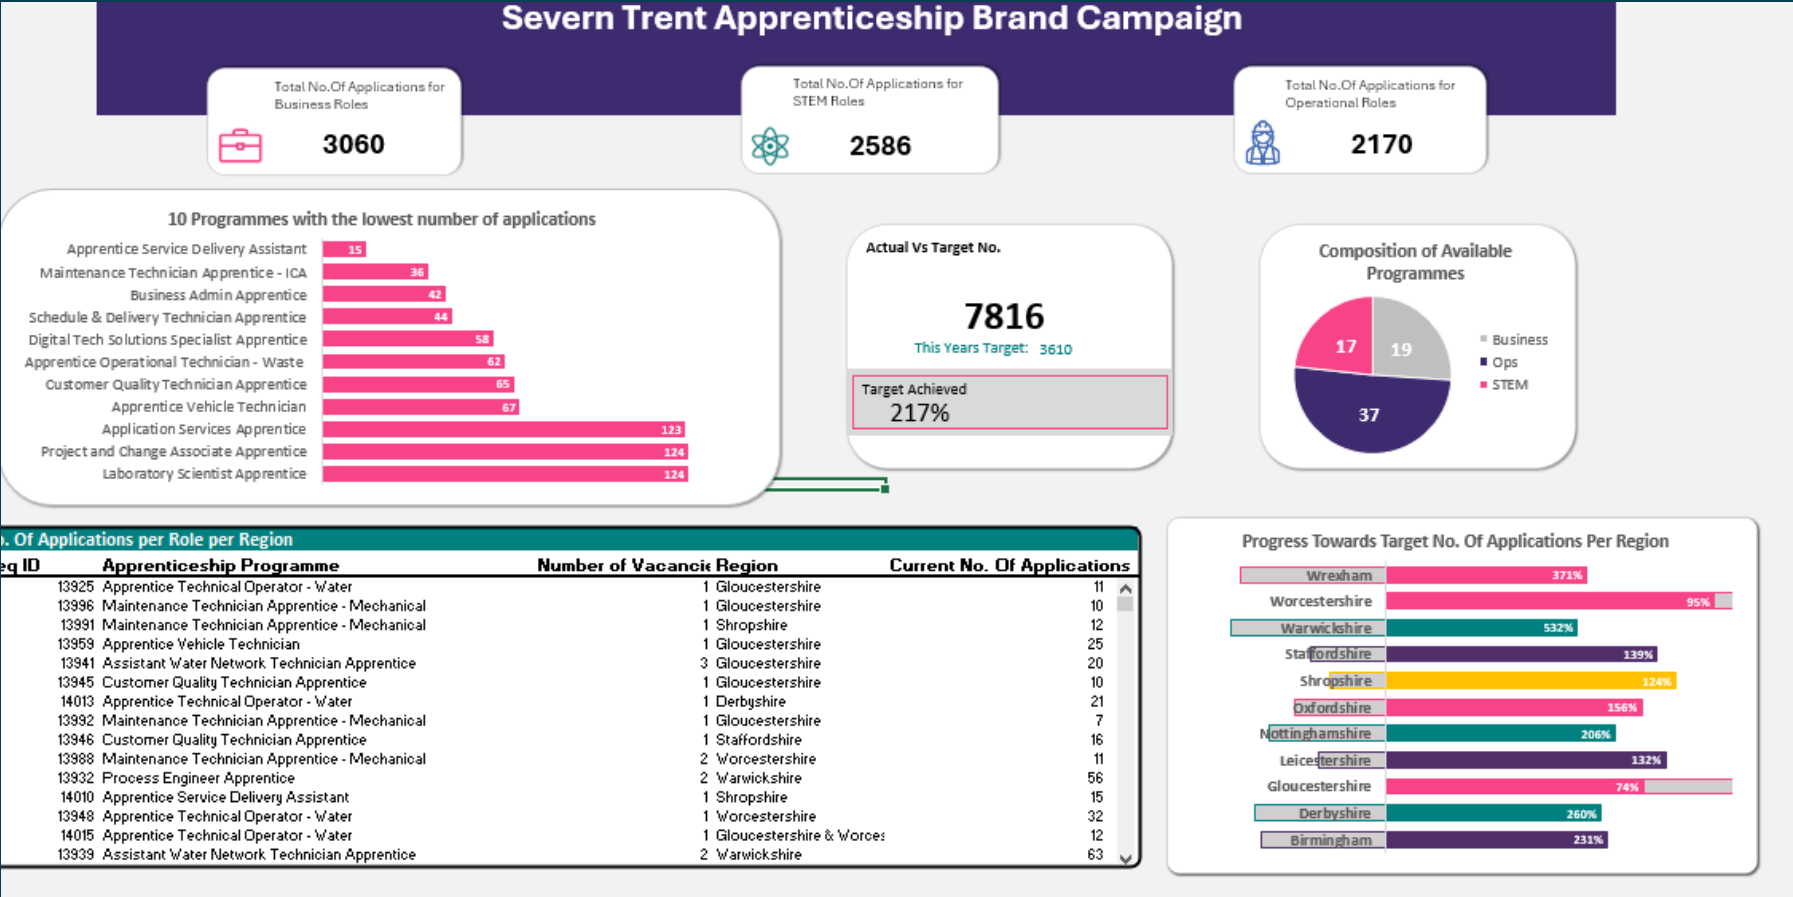 Severn Trent Apprenticeship Brand Campaign
Total No.Of Applications for
Business Roles
3060
Total No.Of Applications for
STEM Roles
2586
Total No.Of Applications for
Operational Roles
2170
10 Programmes with the lowest number of applications
Apprentice Service Delivery Assistant 15
Maintenance Technician Apprentice - ICA 36
Business Admin Apprentice 42
Schedule & Delivery Technician Apprentice 44
Digital Tech Solutions Specialist Apprentice 58
Apprentice Operational Technician - Waste 62
Customer Quality Technician Apprentice 65
Apprentice Vehicle Technician 67
Application Services Apprentice 123
Project and Change Associate Apprentice 124
Laboratory Scientist Apprentice 124
Actual Vs Target No.
7816
This Years Target: 3610
Target Achieved
217%
Composition of Available
Programmes
17
19
37
Business
Ops
STEM
o. Of Applications per Role per Region
eq ID Apprenticeship Programme Number of Vacancie Region Current No. Of Applications
13925 Apprentice Technical Operator - Water 1 Gloucestershire 11
13996 Maintenance Technician Apprentice - Mechanical 1 Gloucestershire 10
13991 Maintenance Technician Apprentice - Mechanical 1 Shropshire 12
13959 Apprentice Vehicle Technician 1 Gloucestershire 25
13941 Assistant Water Network Technician Apprentice 3 Gloucestershire 20
13945 Customer Quality Technician Apprentice 1 Gloucestershire 10
14013 Apprentice Technical Operator - Water 1 Derbyshire 21
13992 Maintenance Technician Apprentice - Mechanical 1 Gloucestershire 7
13946 Customer Quality Technician Apprentice 1 Staffordshire 16
13988 Maintenance Technician Apprentice - Mechanical 2 Worcestershire 11
13932 Process Engineer Apprentice 2 Warwickshire 56
14010 Apprentice Service Delivery Assistant 1 Shropshire 15
13948 Apprentice Technical Operator - Water 1 Worcestershire 32
14015 Apprentice Technical Operator - Water 1 Gloucestershire & Worces 12
13939 Assistant Water Network Technician Apprentice 2 Warwickshire 63
Progress Towards Target No. Of Applications Per Region
Wrexham 371%
Worcestershire 95%
Warwickshire 532%
Staffordshire 139%
Shropshire 124%
Oxfordshire 156%
Nottinghamshire 206%
Leicestershire 132%
Gloucestershire 74%
Derbyshire 260%
Birmingham 231%